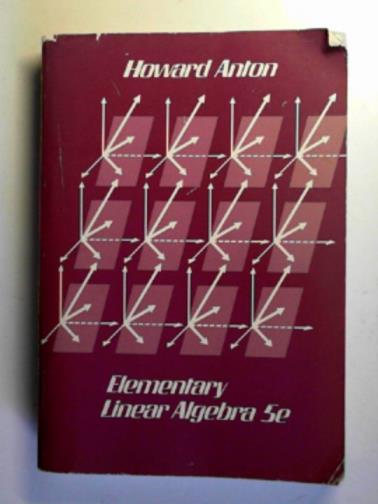 Howard Anton
Elementary
Linear Algebra 5e